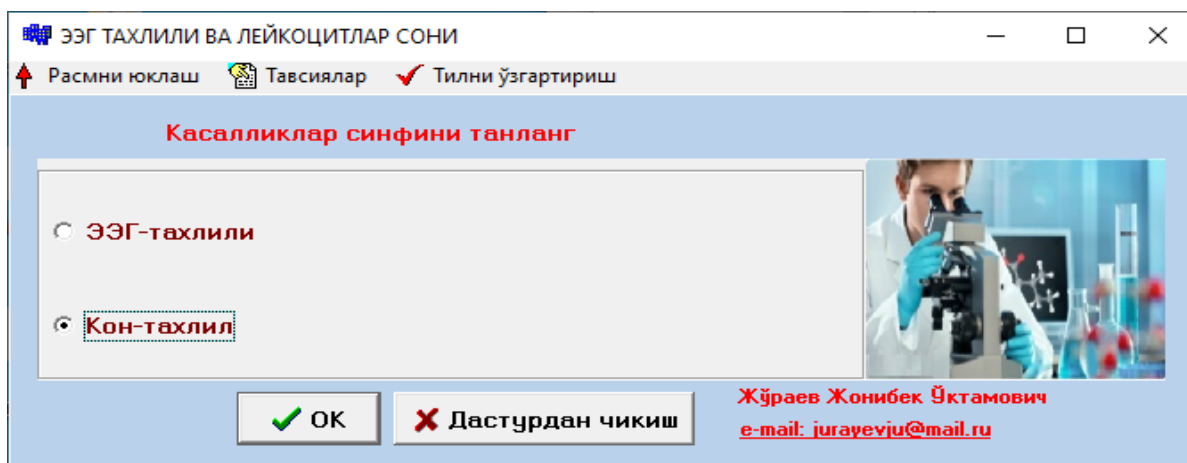 ЭЭГ ТАХЛИЛИ ВА ЛЕЙКОЦИТЛАР СОНИ
Расмни юклаш Тавсиялар Тилни ўзгартириш
Касалликлар синфини танланг
ЭЭГ-тахлили
Кон-тахлил
OK Дастурдан чикиш
Жўраев Жонибек Ўктамович
e-mail: jurayevju@mail.ru